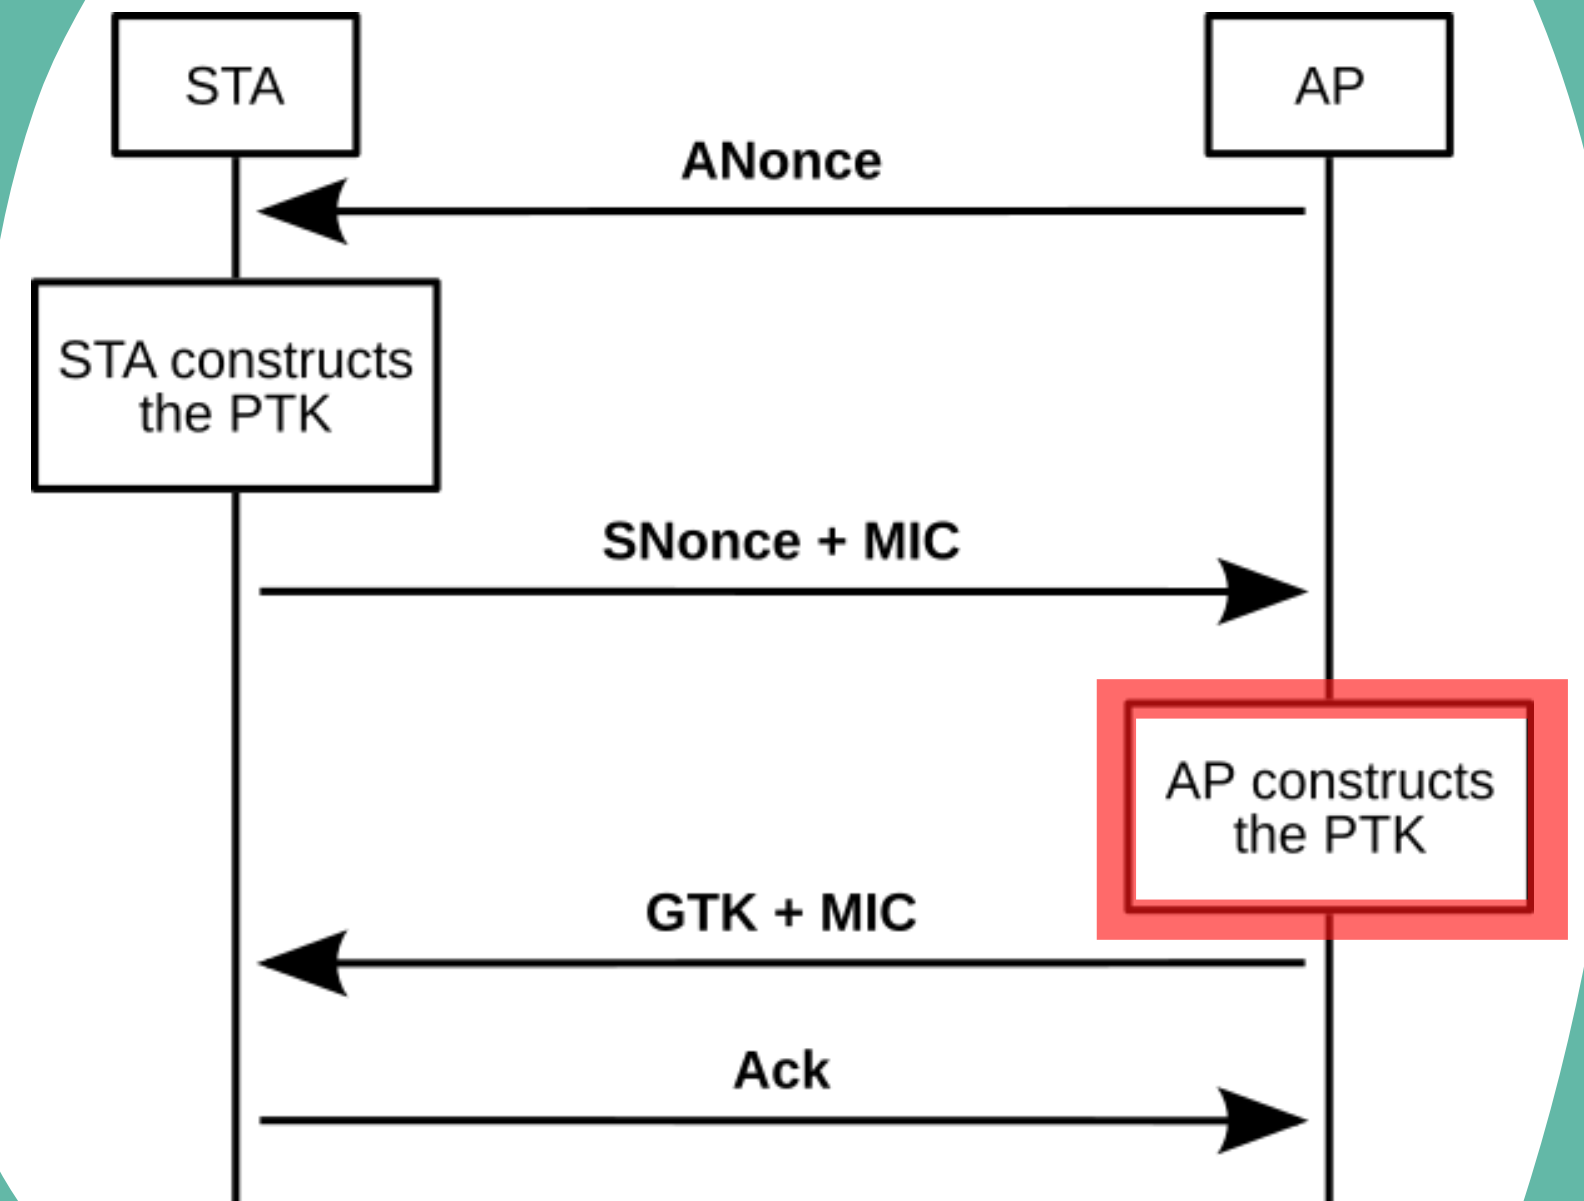 STA
AP
ANonce
STA constructs
the PTK
SNonce + MIC
AP constructs
the PTK
GTK + MIC
Ack